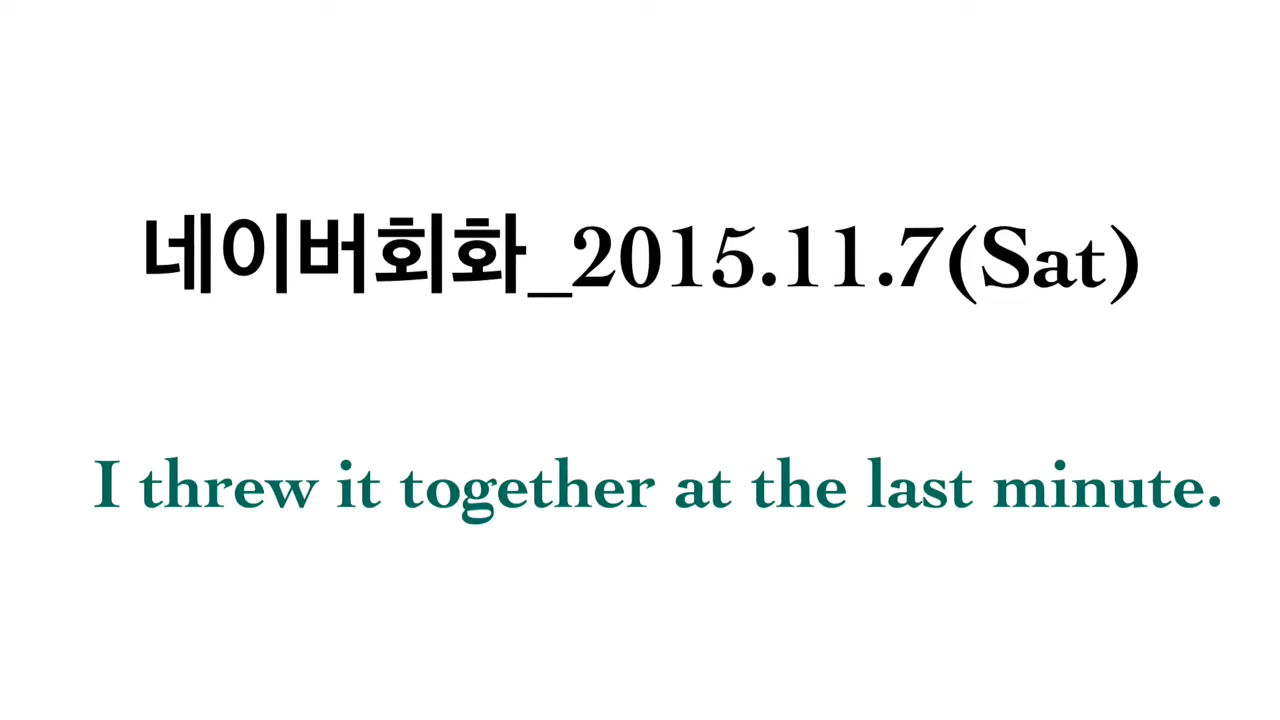 네이버회화_2015.11.7(Sat)
I threw it together at the last minute.